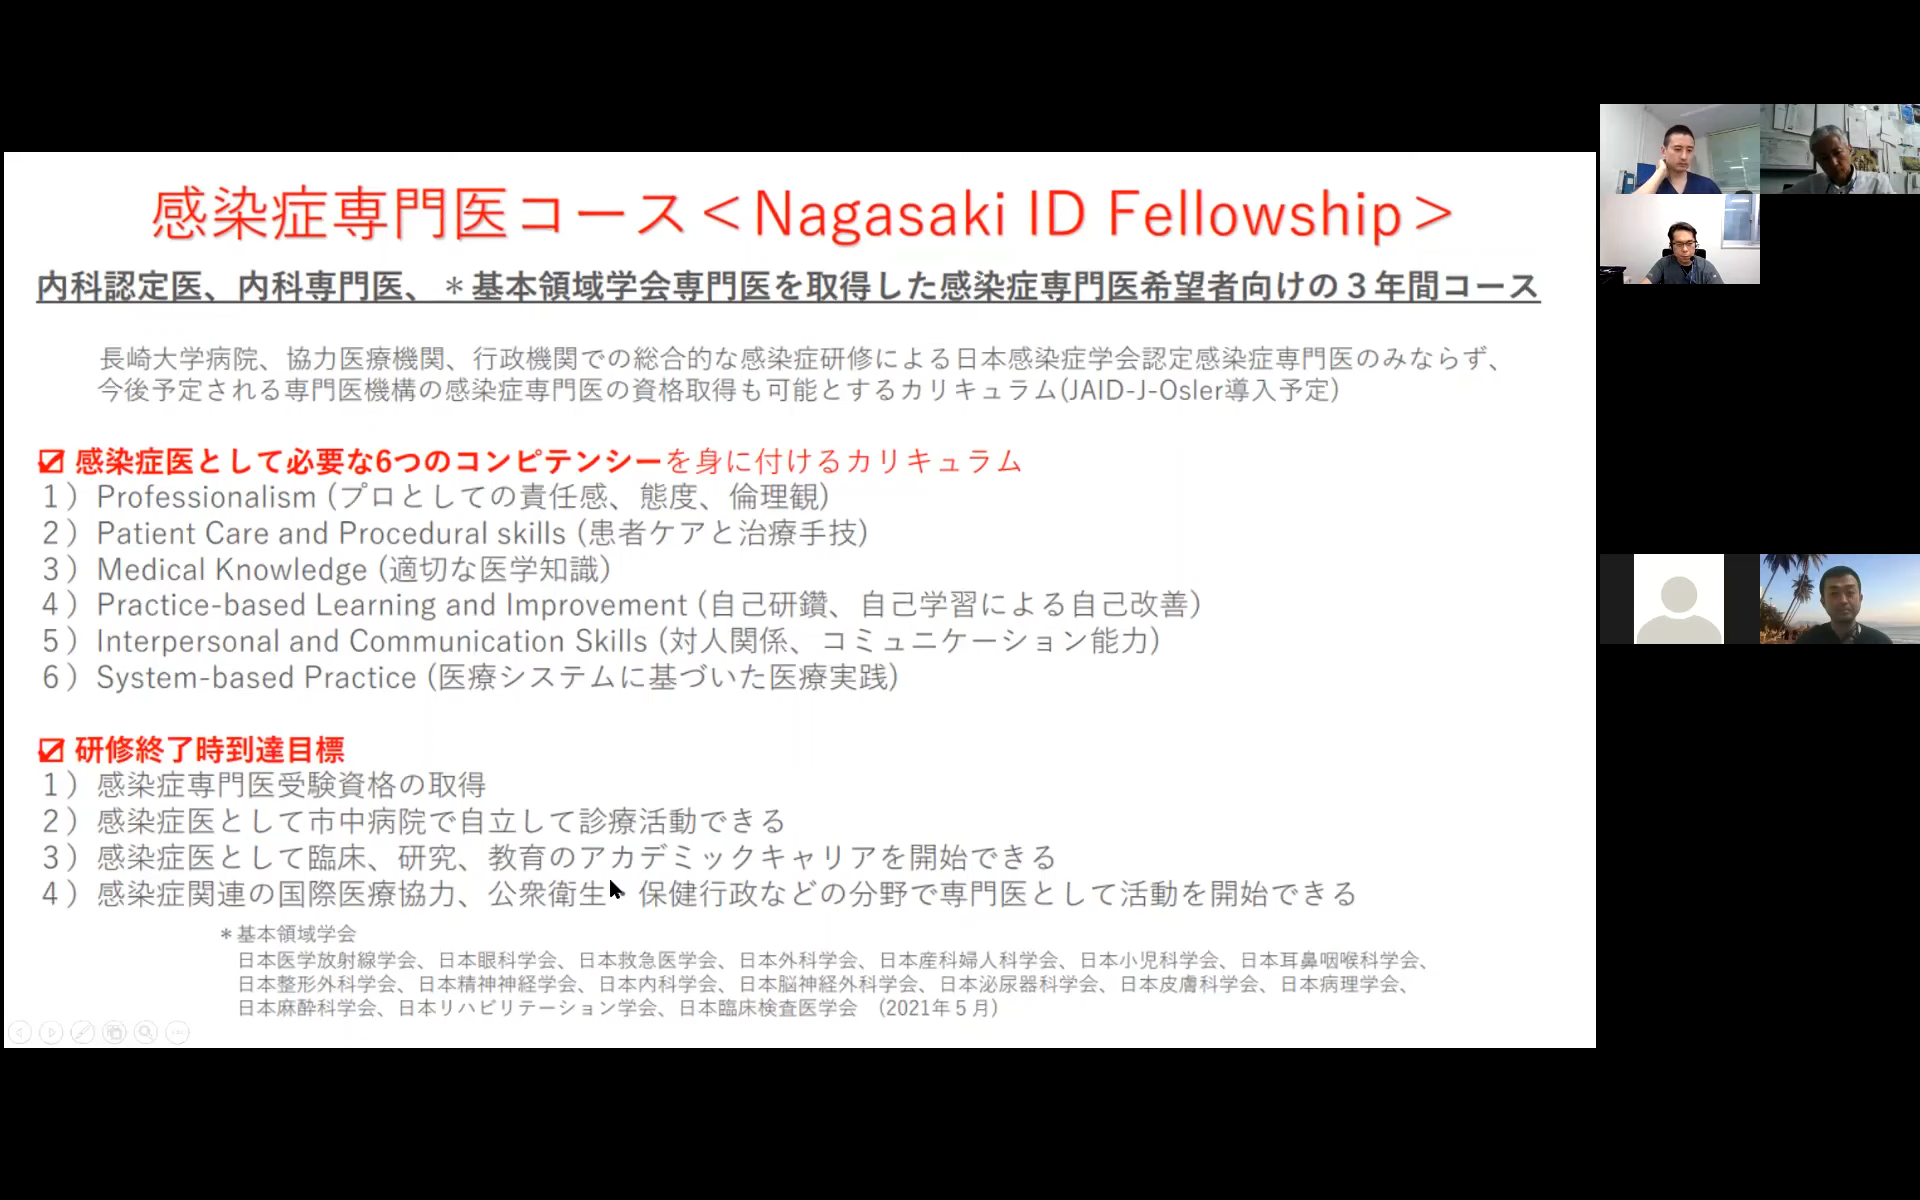 感染症専門医コース＜Nagasaki ID Fellowship＞
内科認定医、内科専門医、＊基本領域学会専門医を取得した感染症専門医希望者向けの３年間コース
長崎大学病院、協力医療機関、行政機関での総合的な感染症研修による日本感染症学会認定感染症専門医のみならず、
今後予定される専門医機構の感染症専門医の資格取得も可能とするカリキュラム(JAID-J-Osler導入予定)
☑ 感染症医として必要な6つのコンピテンシーを身に付けるカリキュラム
１）Professionalism (プロとしての責任感、態度、倫理観)
２）Patient Care and Procedural skills (患者ケアと治療手技)
３）Medical Knowledge (適切な医学知識)
４）Practice-based Learning and Improvement (自己研鑽、自己学習による自己改善)
５）Interpersonal and Communication Skills (対人関係、コミュニケーション能力)
６）System-based Practice (医療システムに基づいた医療実践)
☑ 研修終了時到達目標
１）感染症専門医受験資格の取得
２）感染症医として市中病院で自立して診療活動できる
３）感染症医として臨床、研究、教育のアカデミックキャリアを開始できる
４）感染症関連の国際医療協力、公衆衛生、保健行政などの分野で専門医として活動を開始できる
＊基本領域学会
日本医学放射線学会、日本眼科学会、日本救急医学会、日本外科学会、日本産科婦人科学会、日本小児科学会、日本耳鼻咽喉科学会、
日本整形外科学会、日本精神神経学会、日本内科学会、日本脳神経外科学会、日本泌尿器科学会、日本皮膚科学会、日本病理学会、
日本麻酔科学会、日本リハビリテーション学会、日本臨床検査医学会　(2021年５月)